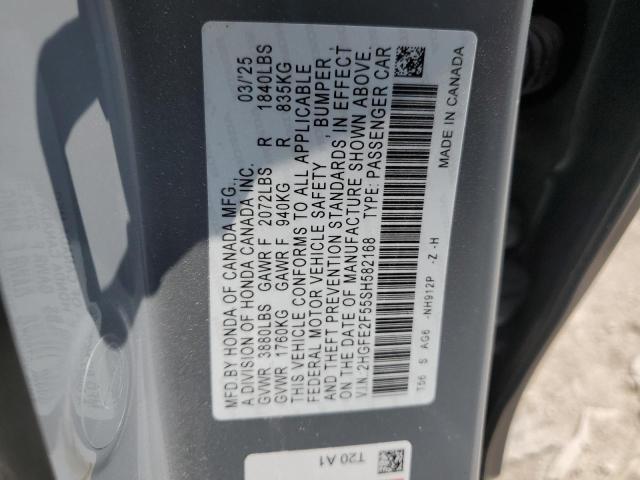 MFD. BY HONDA OF CANADA MFG., 03/'25
A DIVISION OF HONDA CANADA INC.
GVWR 3880LBS GAWR F 2072LBS R 1840LBS
GVWR 1760KG GAWR F 940KG R 835KG
THIS VEHICLE CONFORMS TO ALL APPLICABLE
FEDERAL MOTOR VEHICLE SAFETY , BUMPER ,
AND THEFT PREVENTION STANDARDS IN EFFECT
ON THE DATE OF MANUFACTURE SHOWN ABOVE.
V.I.N. 2HGFE2F55SH582168 TYPE: PASSENGER CAR
T56 S AG6 -NH912P -Z -H
MADE IN CANADA
T20 A1